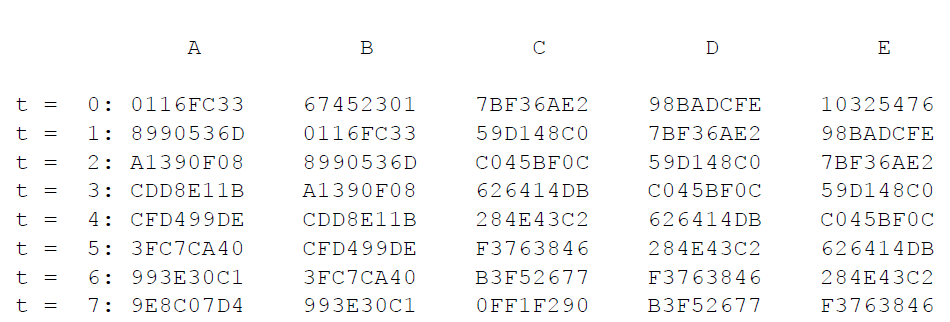 A B C D E
t = 0: 0116FC33 67452301 7BF36AE2 98BADCFE 10325476
t = 1: 8990536D 0116FC33 59D148C0 7BF36AE2 98BADCFE
t = 2: A1390F08 8990536D C045BF0C 59D148C0 7BF36AE2
t = 3: CDD8E11B A1390F08 626414DB C045BF0C 59D148C0
t = 4: CFD499DE CDD8E11B 284E43C2 626414DB C045BF0C
t = 5: 3FC7CA40 CFD499DE F3763846 284E43C2 626414DB
t = 6: 993E30C1 3FC7CA40 B3F52677 F3763846 284E43C2
t = 7: 9E8C07D4 993E30C1 0FF1F290 B3F52677 F3763846